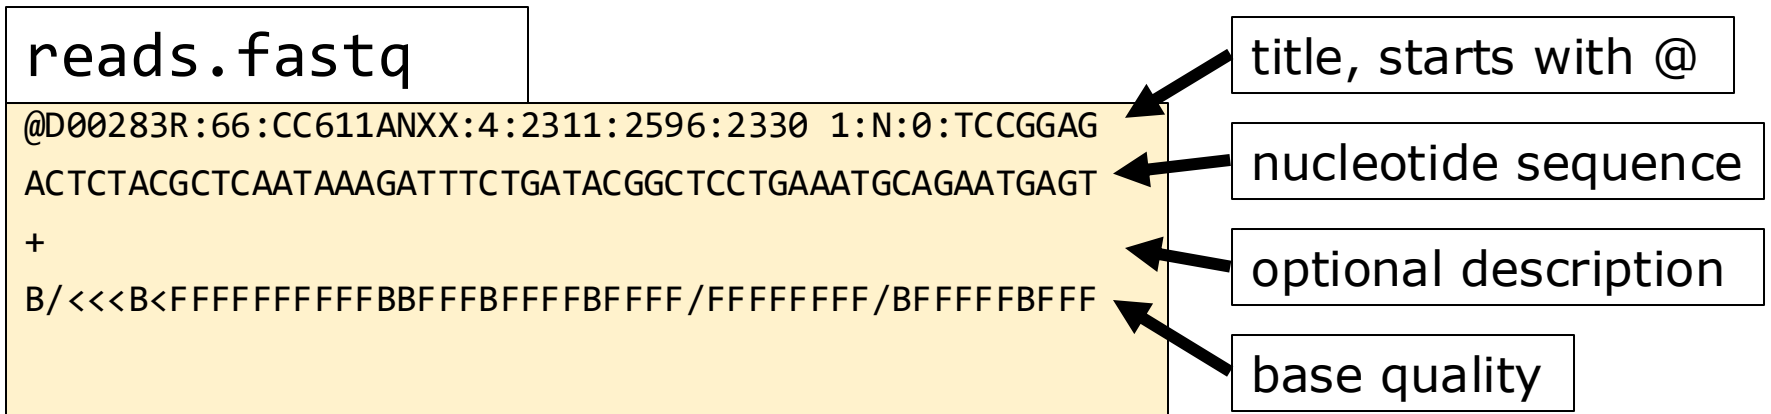 reads.fastq
@D00283R:66:CC611ANXX:4:2311:2596:2330 1:N:0:TCCGGAG
ACTCTACGCTCAATAAAGATTTCTGATACGGCTCCTGAAATGCAGAATGAGT
+
B/<<<B<FFFFFFFFFFFBBFFFBFFFFBFFFF/FFFFFFFF/BFFFFFBFFF
title, starts with @
nucleotide sequence
optional description
base quality